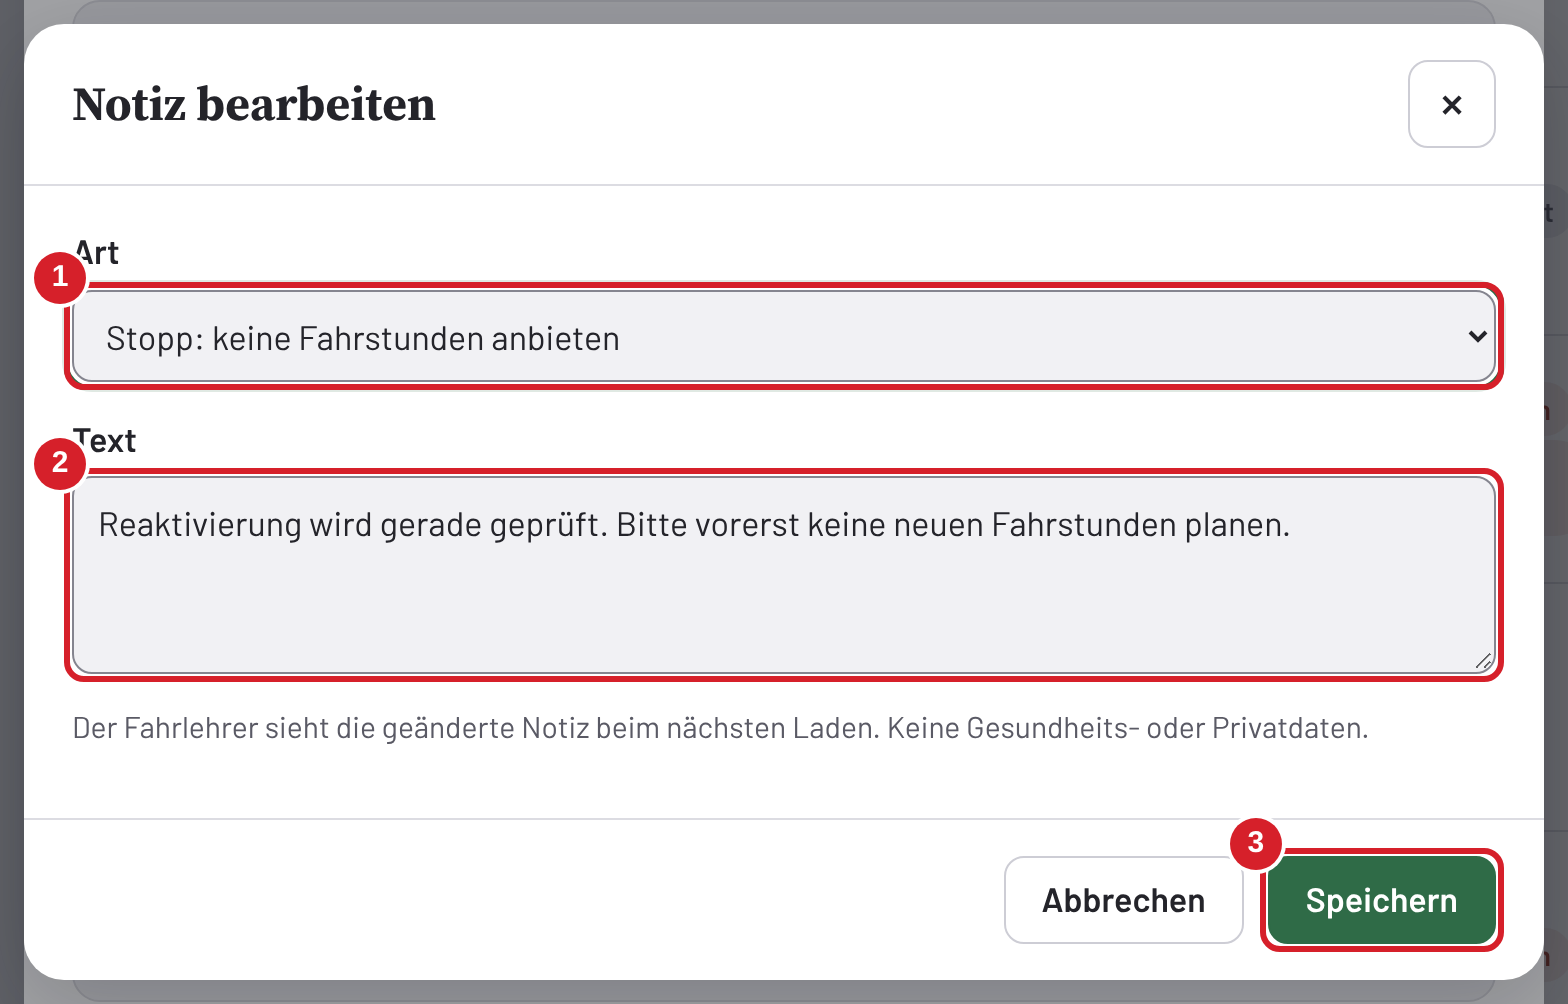 Notiz bearbeiten
×
Art
1
Stopp: keine Fahrstunden anbieten
Text
2
Reaktivierung wird gerade geprüft. Bitte vorerst keine neuen Fahrstunden planen.
Der Fahrlehrer sieht die geänderte Notiz beim nächsten Laden. Keine Gesundheits- oder Privatdaten.
3
Abbrechen
Speichern